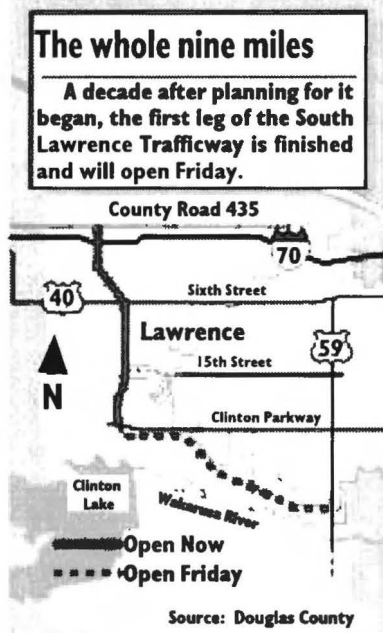 The whole nine miles
A decade after planning for it
began, the first leg of the South
Lawrence Trafficway is finished
and will open Friday.
County Road 435
70
40
Sixth Street
Lawrence
59
15th Street
N
Clinton Parkway
Clinton
Lake
Wakarusa River
Open Now
Open Friday
Source: Douglas County